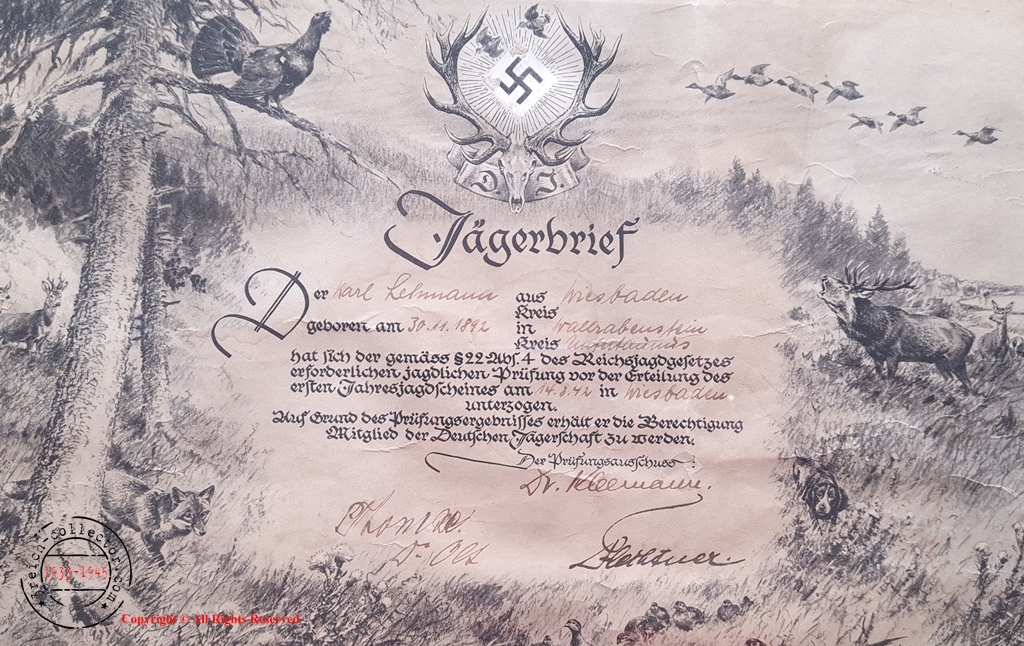 D. J.
Jägerbrief
Der Karl Lehmann aus Wiesbaden
Kreis
geboren am 30.11.1892 in Wallrabenstein
Kreis
hat sich der gemäss § 22 Abs. 4 des Reichsjagdgesetzes
erforderlichen jagdlichen Prüfung vor der Erteilung des
ersten Jahresjagdscheines am 14.3.42 in Wiesbaden
unterzogen.
Auf Grund des Prüfungsergebnisses erhält er die Berechtigung
Mitglied der Deutschen Jägerschaft zu werden.
Der Prüfungsausschuss:
Dr. Kleemann.
reichcollector.com
1933-1945
Copyright © All Rights Reserved